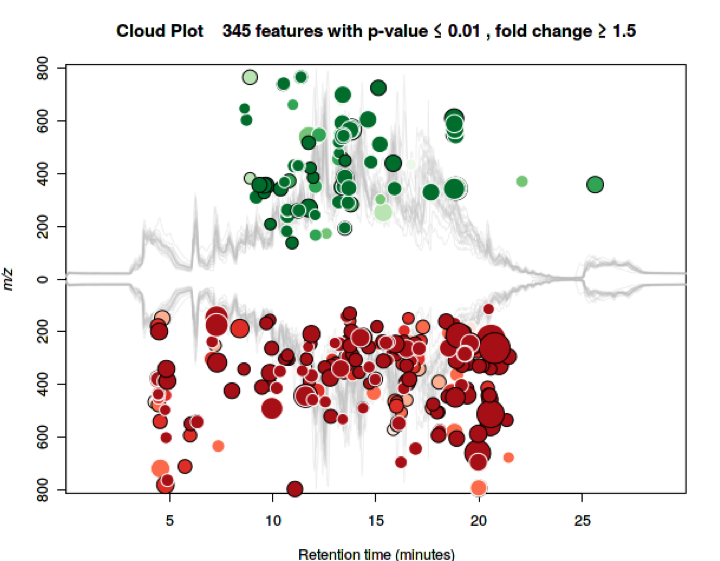 Cloud Plot 345 features with p-value ≤ 0.01 , fold change ≥ 1.5
800
600
400
200
0
200
400
600
800
m/z
5 10 15 20 25
Retention time (minutes)